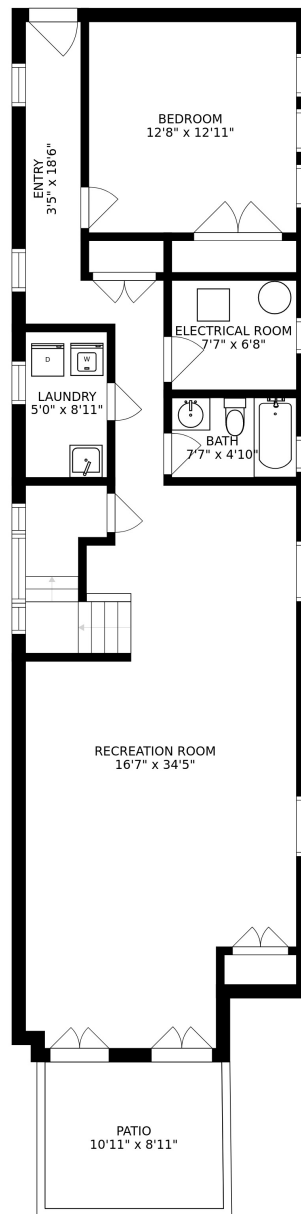 BEDROOM
12'8" x 12'11"
ENTRY
3'5" x 18'6"
ELECTRICAL ROOM
7'7" x 6'8"
D
W
LAUNDRY
5'0" x 8'11"
BATH
7'7" x 4'10"
RECREATION ROOM
16'7" x 34'5"
PATIO
10'11" x 8'11"